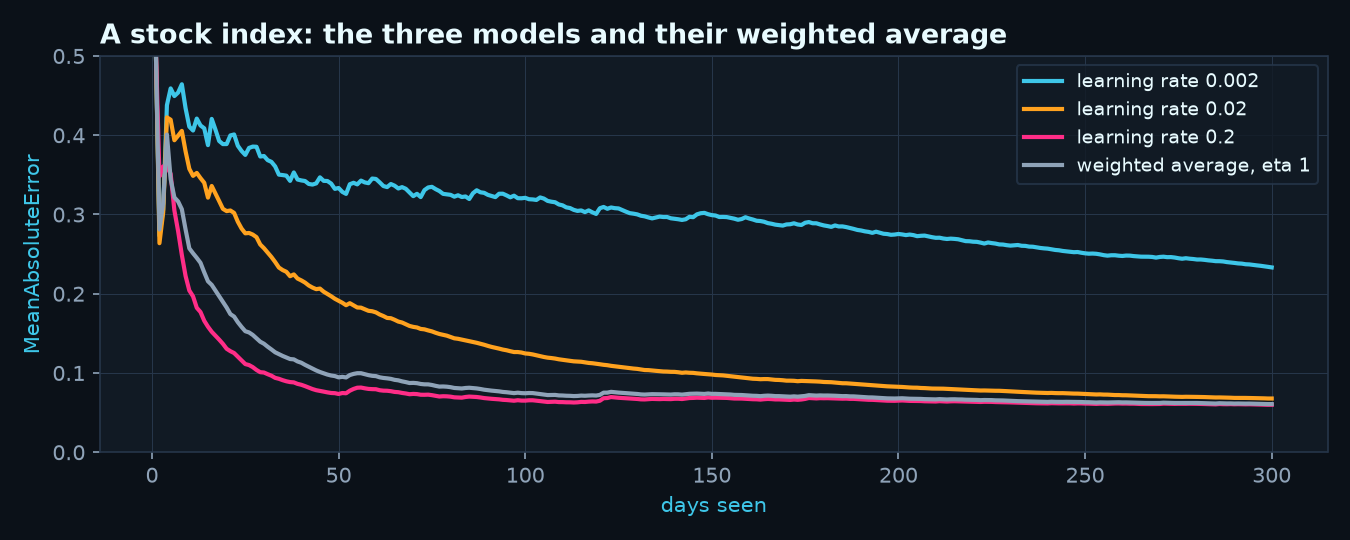 A stock index: the three models and their weighted average
MeanAbsoluteError
0.5
0.4
0.3
0.2
0.1
0.0
learning rate 0.002
learning rate 0.02
learning rate 0.2
weighted average, eta 1
0 50 100 150 200 250 300
days seen